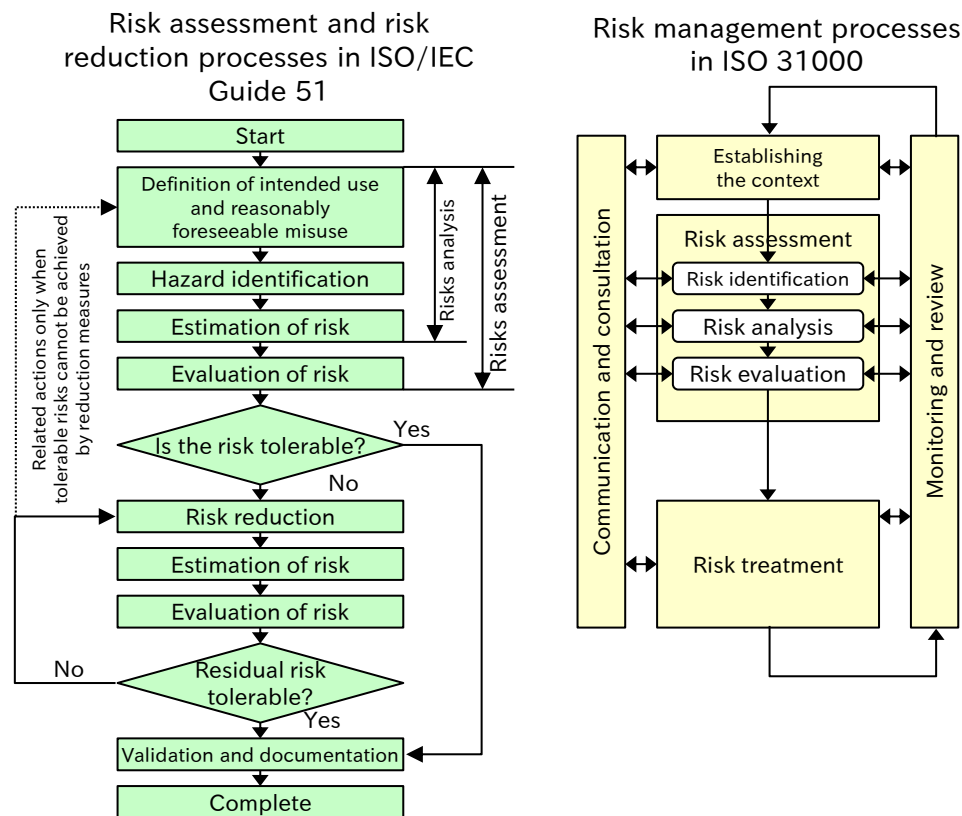 Risk assessment and risk
reduction processes in ISO/IEC
Guide 51
Start
Definition of intended use
and reasonably
foreseeable misuse
Hazard identification
Estimation of risk
Evaluation of risk
Risks analysis
Risks assessment
Related actions only when
tolerable risks cannot be achieved
by reduction measures
Is the risk tolerable?
Yes
No
Risk reduction
Estimation of risk
Evaluation of risk
Residual risk
tolerable?
No
Yes
Validation and documentation
Complete
Risk management processes
in ISO 31000
Communication and consultation
Establishing
the context
Risk assessment
Risk identification
Risk analysis
Risk evaluation
Risk treatment
Monitoring and review